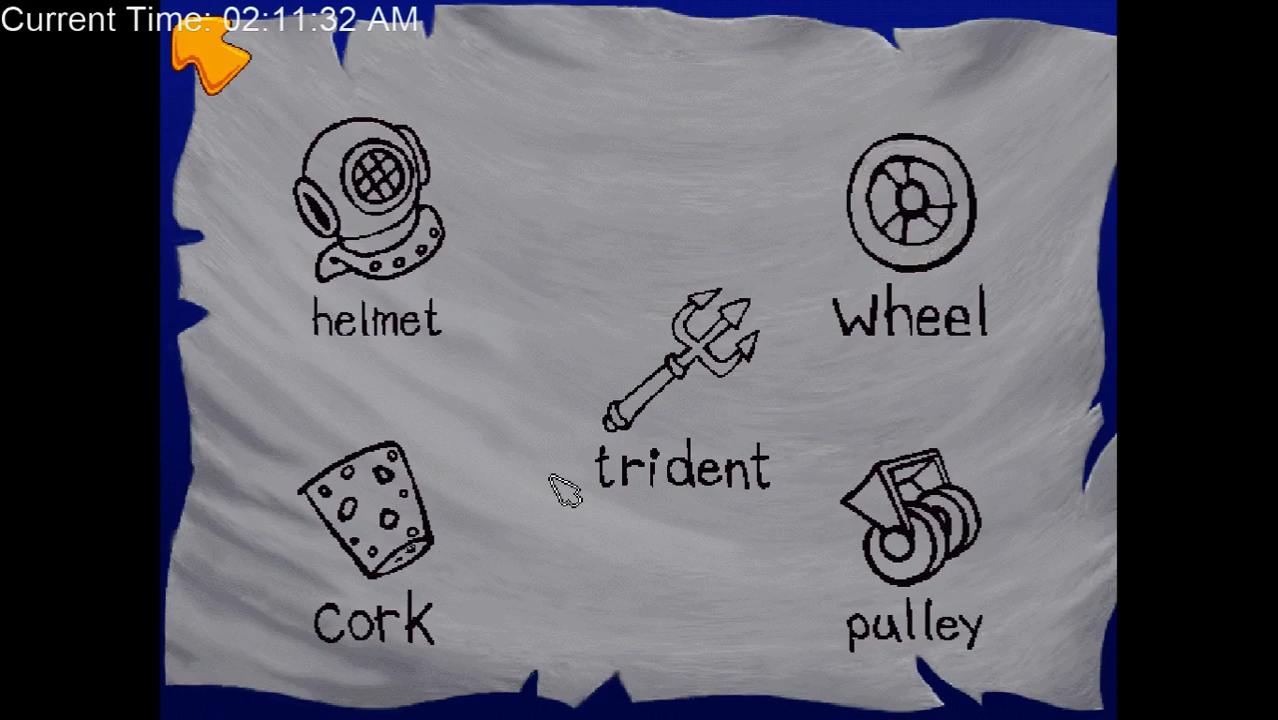 Current Time: 02:11:32 AM
helmet
Wheel
trident
cork
pulley